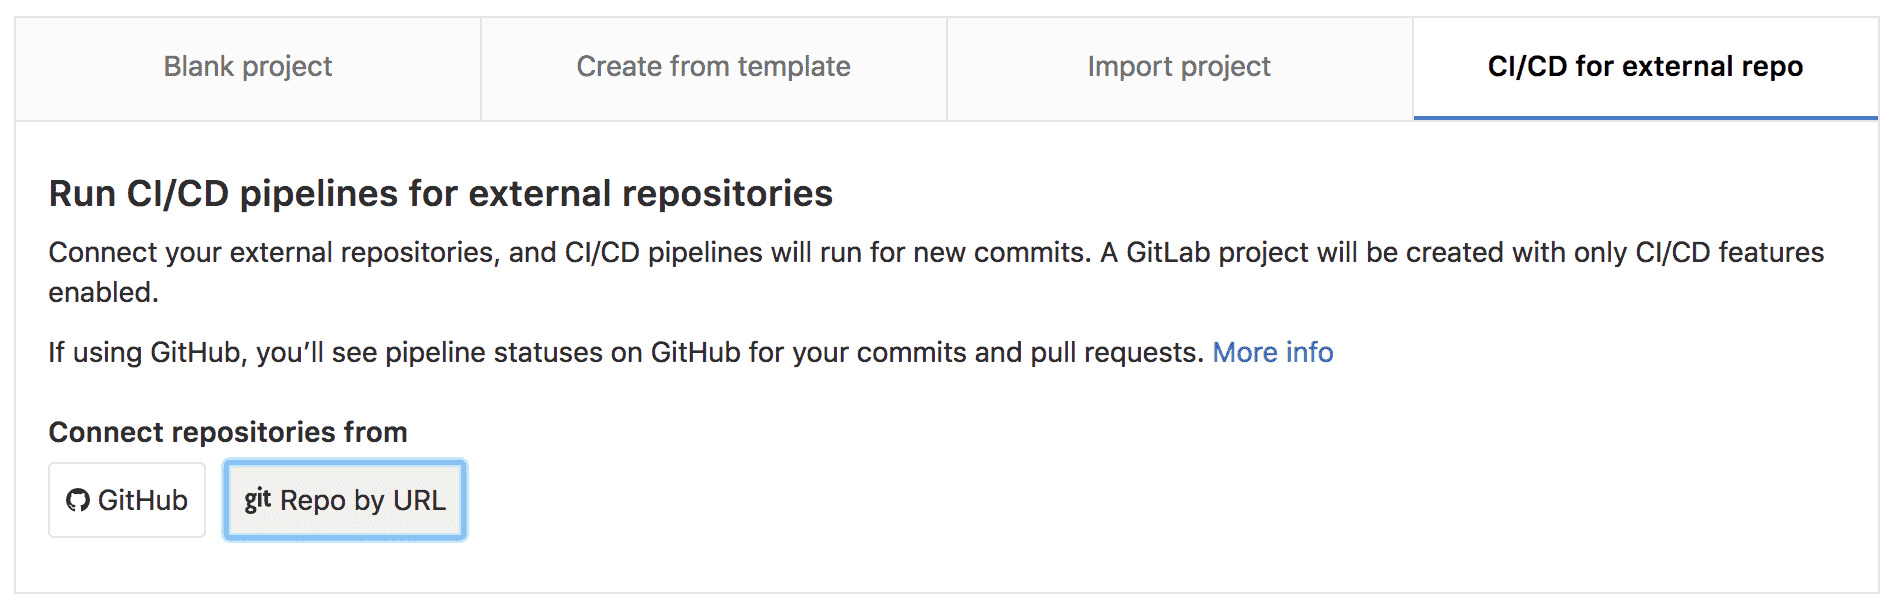 Blank project
Create from template
Import project
CI/CD for external repo
Run CI/CD pipelines for external repositories
Connect your external repositories, and CI/CD pipelines will run for new commits. A GitLab project will be created with only CI/CD features
enabled.
If using GitHub, you’ll see pipeline statuses on GitHub for your commits and pull requests. More info
Connect repositories from
GitHub
git Repo by URL